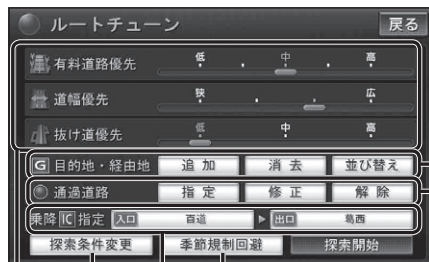 ルートチューン 戻る
有料道路優先 低 中 高
道幅優先 狭 広
抜け道優先 低 中 高
G 目的地・経由地 追加 消去 並び替え
通過道路 指定 修正 解除
乗降IC指定 入口 百道 ▶ 出口 葛西
探索条件変更 季節規制回避 探索開始